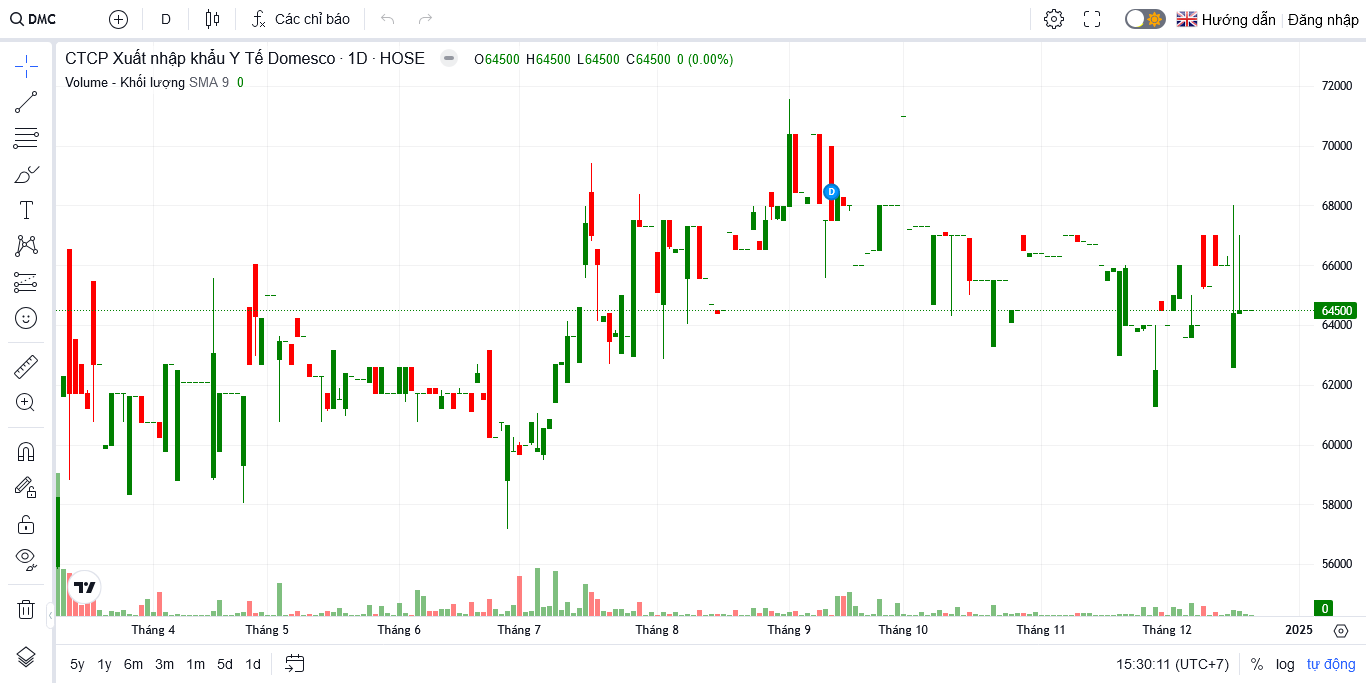 DMC D Các chỉ báo Hướng dẫn Đăng nhập
CTCP Xuất nhập khẩu Y Tế Domesco · 1D · HOSE O64500 H64500 L64500 C64500 0 (0.00%)
Volume - Khối lượng SMA 9 0
72000
70000
68000
D
66000
64500
64000
62000
60000
58000
56000
0
Tháng 4 Tháng 5 Tháng 6 Tháng 7 Tháng 8 Tháng 9 Tháng 10 Tháng 11 Tháng 12 2025
5y 1y 6m 3m 1m 5d 1d 15:30:11 (UTC+7) % log tự động